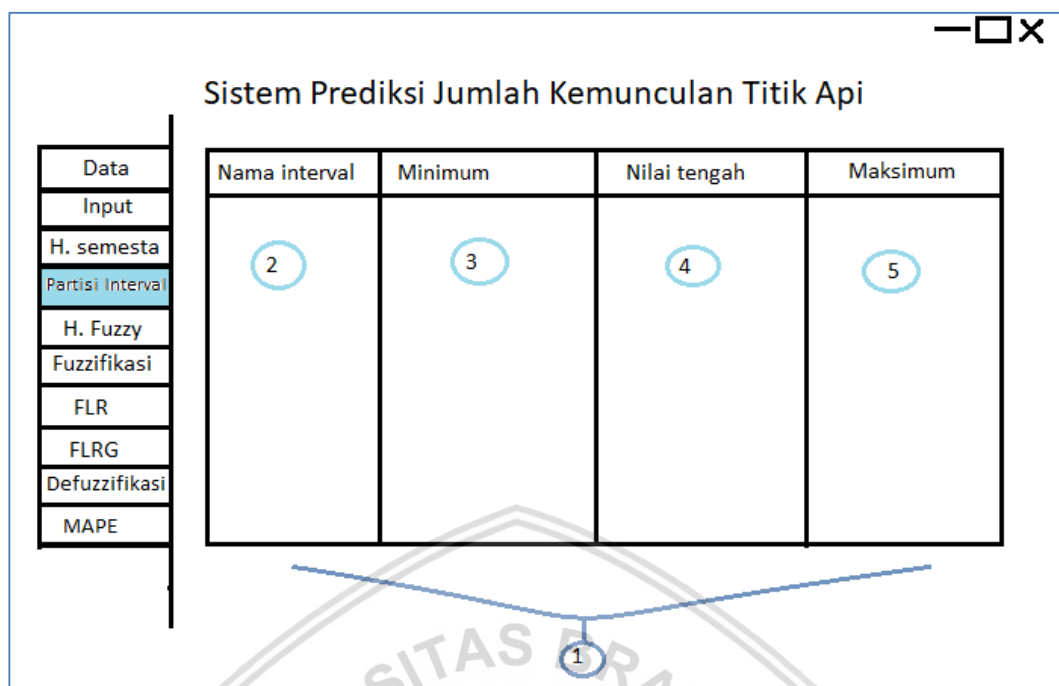 Sistem Prediksi Jumlah Kemunculan Titik Api
Data
Input
H. semesta
Partisi Interval
H. Fuzzy
Fuzzifikasi
FLR
FLRG
Defuzzifikasi
MAPE
Nama interval Minimum Nilai tengah Maksimum
2 3 4 5
1
SITAS BRA